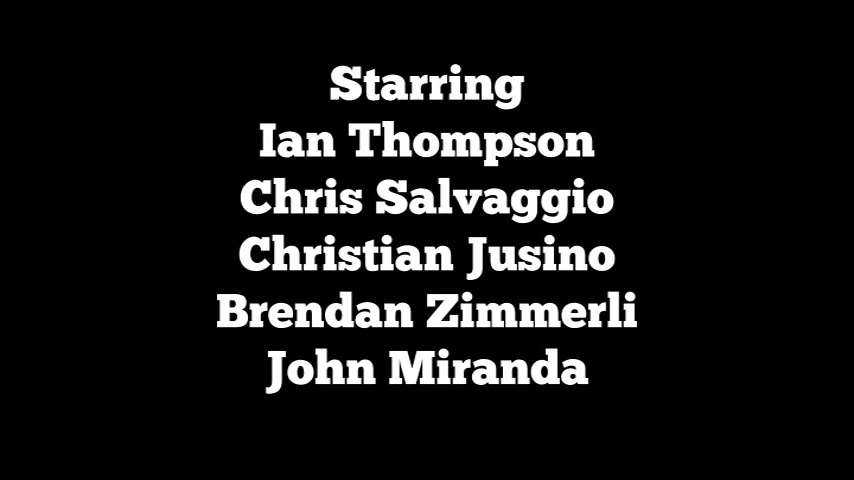 Starring
Ian Thompson
Chris Salvaggio
Christian Jusino
Brendan Zimmerli
John Miranda